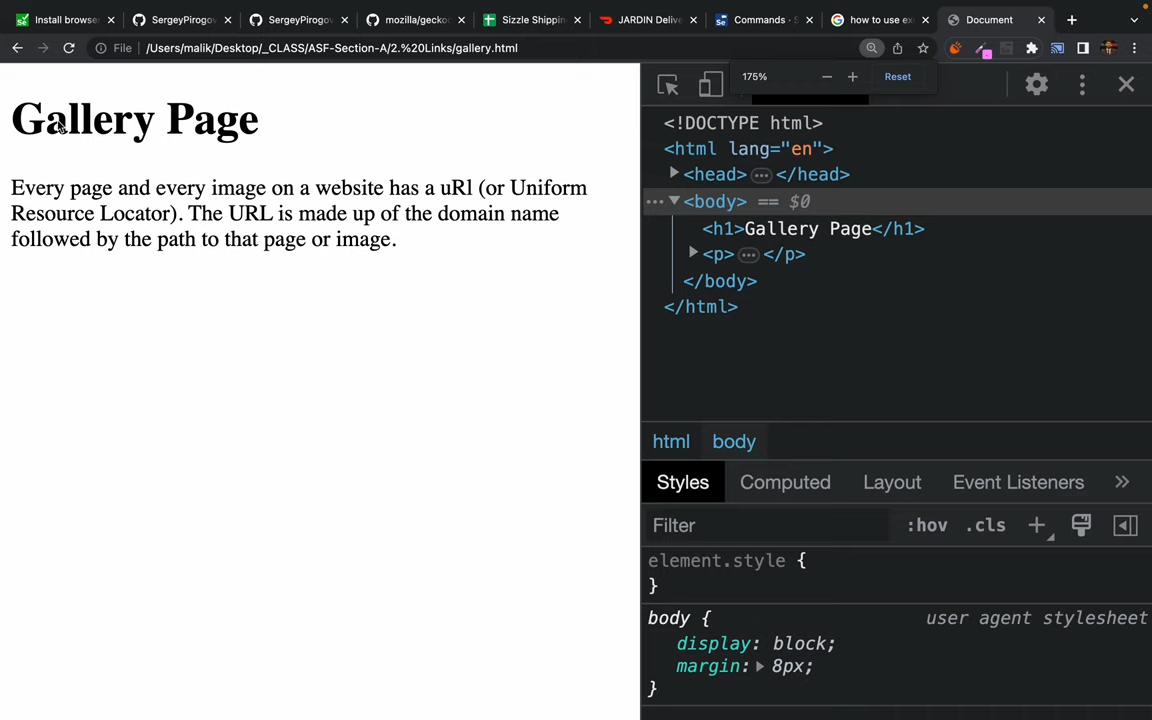 Install browser
SergeyPirogov
SergeyPirogov
mozilla/gecko
Sizzle Shippin
JARDIN Delive
Commands · S
how to use exe
Document
File
/Users/malik/Desktop/_CLASS/ASF-Section-A/2.%20Links/gallery.html
175%
Reset
Gallery Page
Every page and every image on a website has a uRl (or Uniform
Resource Locator). The URL is made up of the domain name
followed by the path to that page or image.
<!DOCTYPE html>
<html lang="en">
<head> ... </head>
... <body> == $0
<h1>Gallery Page</h1>
<p> ... </p>
</body>
</html>
html body
Styles Computed Layout Event Listeners
Filter :hov .cls
element.style {
}
body { user agent stylesheet
display: block;
margin: 8px;
}